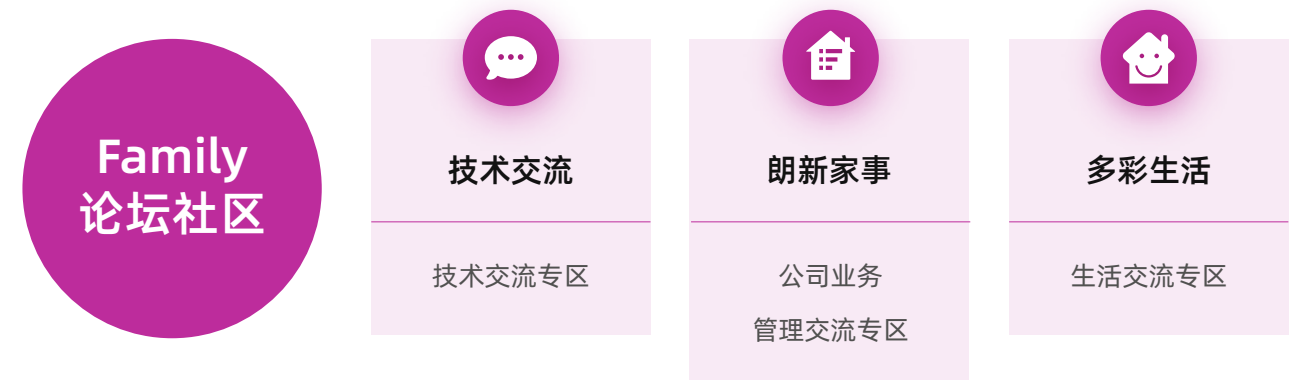 Family
论坛社区
技术交流
技术交流专区
朗新家事
公司业务
管理交流专区
多彩生活
生活交流专区